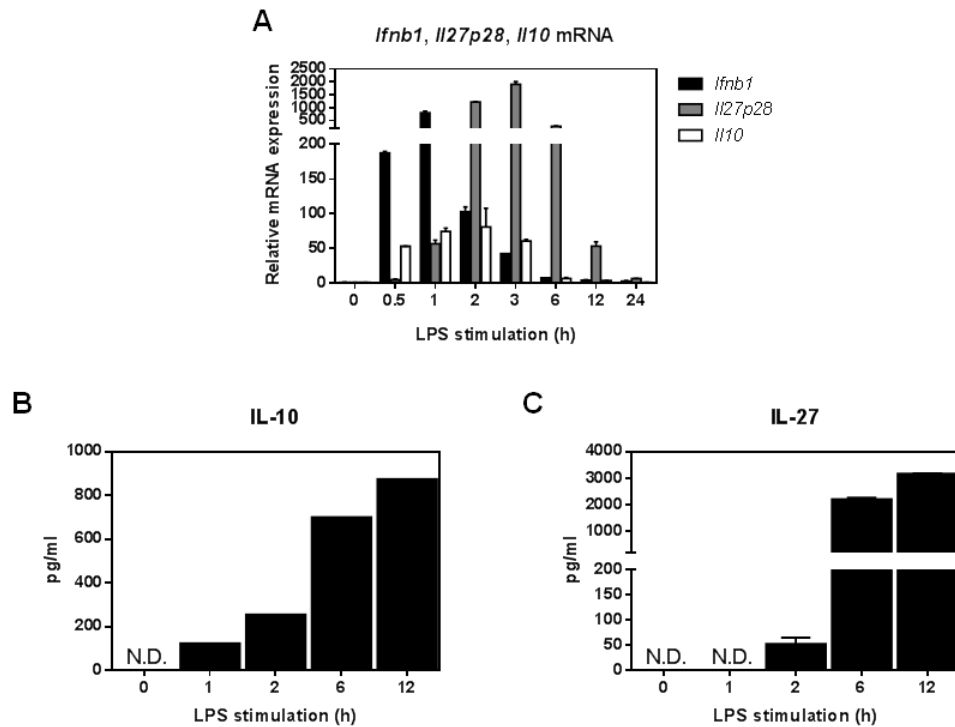 A
Ifnb1, Il27p28, Il10 mRNA
Relative mRNA expression
2500
2000
1500
1000
500
200
150
100
50
0
0 0.5 1 2 3 6 12 24
LPS stimulation (h)
Ifnb1
Il27p28
Il10
B
IL-10
pg/ml
1000
800
600
400
200
0
N.D.
0 1 2 6 12
LPS stimulation (h)
C
IL-27
pg/ml
4000
3000
2000
1000
200
150
100
50
0
N.D. N.D.
0 1 2 6 12
LPS stimulation (h)